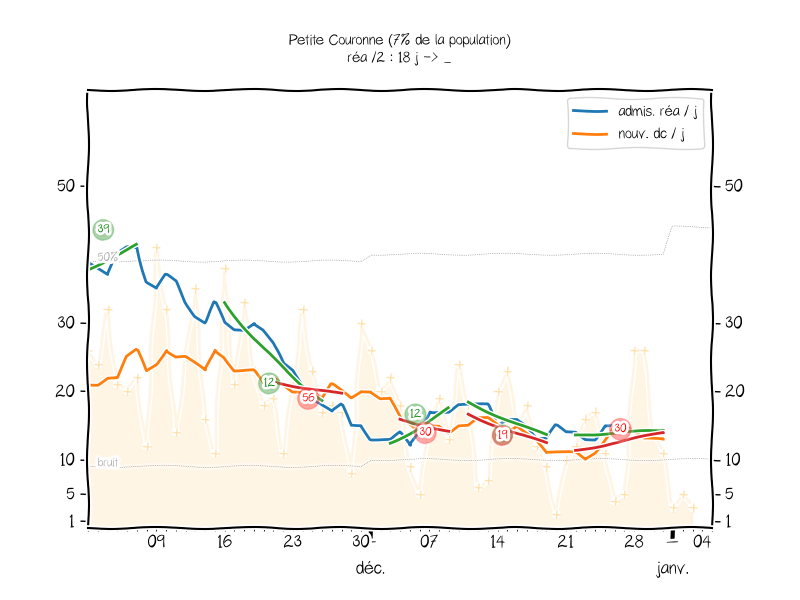 Petite Couronne (7% de la population)
réa /2 : 18 j -> _
admis. réa / j
nouv. dc / j
50
50
39
50%
30
30
20
20
12
56
12
30
19
30
bruit
10
10
5
5
1
1
09 16 23 30 07 14 21 28 04
déc. janv.